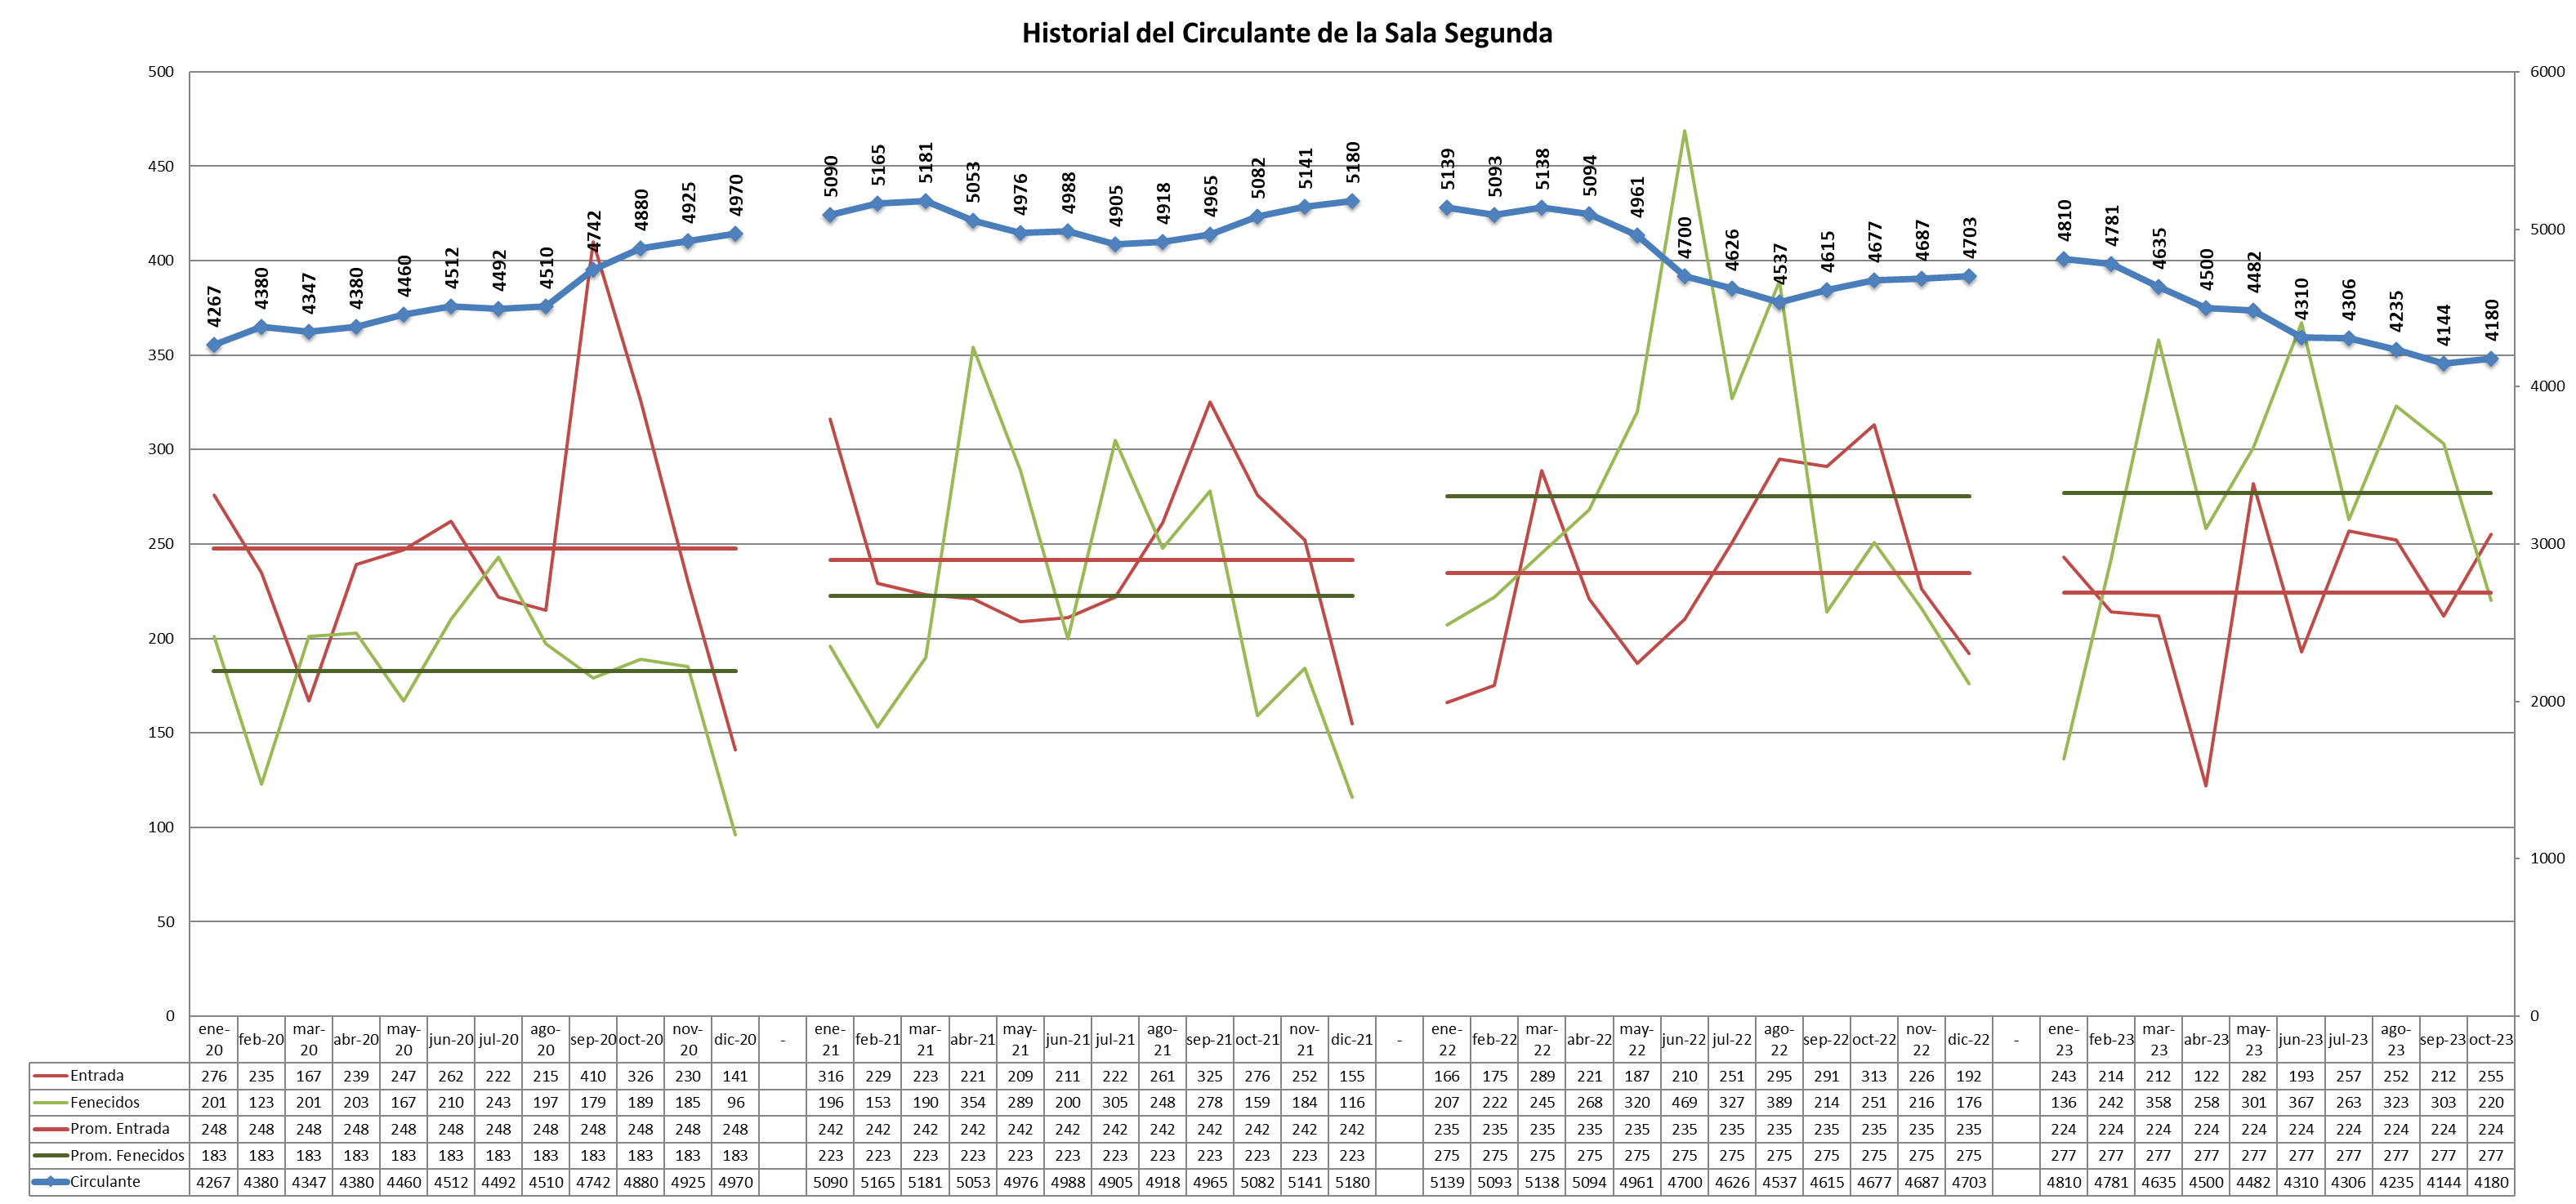 Historial del Circulante de la Sala Segunda
500 6000
450
400 5000
350 4000
300
250 3000
200 2000
150
100 1000
50
0 0
4267 4380 4347 4380 4460 4512 4492 4510 4742 4880 4925 4970 5090 5165 5181 5053 4976 4988 4905 4918 4965 5082 5141 5180 5139 5093 5138 5094 4961 4700 4626 4537 4615 4677 4687 4703 4810 4781 4635 4500 4482 4310 4306 4235 4144 4180
ene-20 feb-20 mar-20 abr-20 may-20 jun-20 jul-20 ago-20 sep-20 oct-20 nov-20 dic-20 - ene-21 feb-21 mar-21 abr-21 may-21 jun-21 jul-21 ago-21 sep-21 oct-21 nov-21 dic-21 - ene-22 feb-22 mar-22 abr-22 may-22 jun-22 jul-22 ago-22 sep-22 oct-22 nov-22 dic-22 - ene-23 feb-23 mar-23 abr-23 may-23 jun-23 jul-23 ago-23 sep-23 oct-23
Entrada 276 235 167 239 247 262 222 215 410 326 230 141 316 229 223 221 209 211 222 261 325 276 252 155 166 175 289 221 187 210 251 295 291 313 226 192 243 214 212 122 282 193 257 252 212 255
Fenecidos 201 123 201 203 167 210 243 197 179 189 185 96 196 153 190 354 289 200 305 248 278 159 184 116 207 222 245 268 320 469 327 389 214 251 216 176 136 242 358 258 301 367 263 323 303 220
Prom. Entrada 248 248 248 248 248 248 248 248 248 248 248 248 242 242 242 242 242 242 242 242 242 242 242 242 235 235 235 235 235 235 235 235 235 235 235 235 224 224 224 224 224 224 224 224 224 224
Prom. Fenecidos 183 183 183 183 183 183 183 183 183 183 183 183 223 223 223 223 223 223 223 223 223 223 223 223 275 275 275 275 275 275 275 275 275 275 275 275 277 277 277 277 277 277 277 277 277 277
Circulante 4267 4380 4347 4380 4460 4512 4492 4510 4742 4880 4925 4970 5090 5165 5181 5053 4976 4988 4905 4918 4965 5082 5141 5180 5139 5093 5138 5094 4961 4700 4626 4537 4615 4677 4687 4703 4810 4781 4635 4500 4482 4310 4306 4235 4144 4180